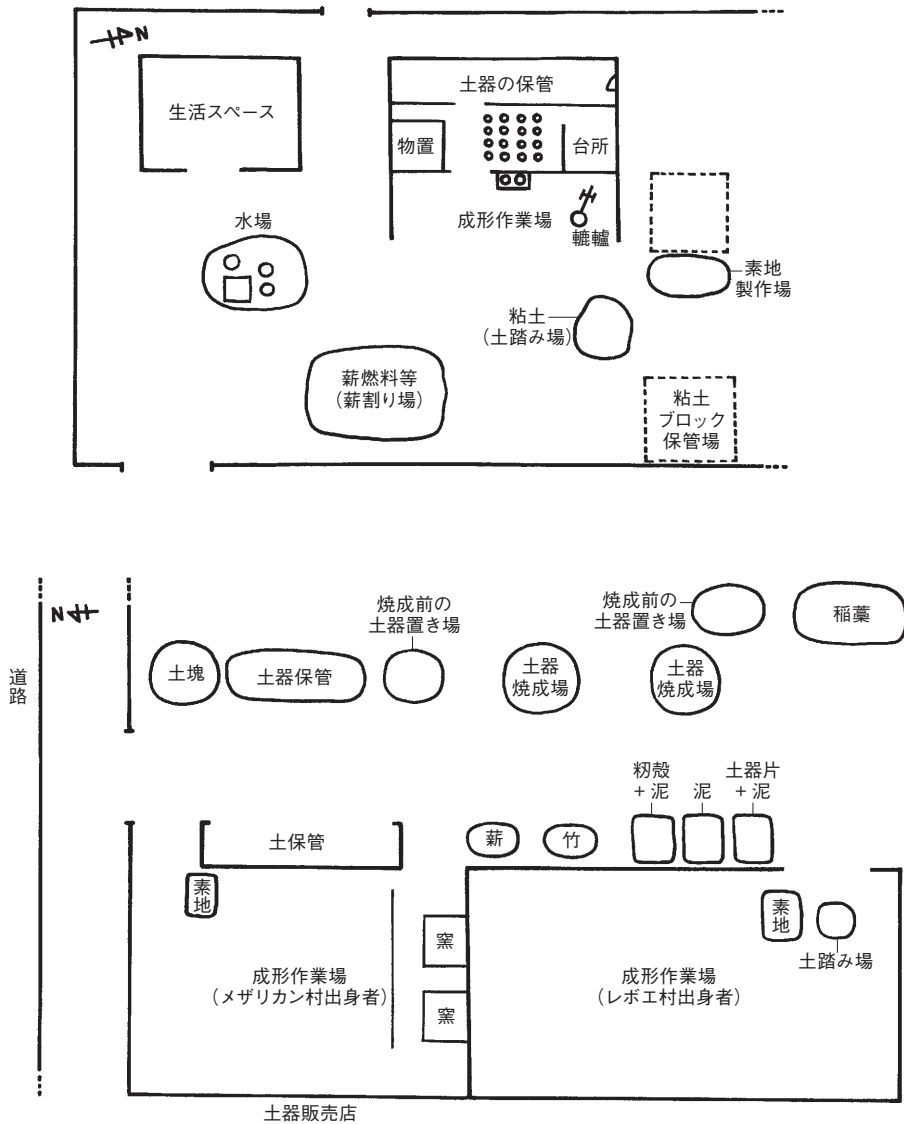 N
生活スペース
土器の保管
物置
台所
成形作業場
轆轤
水場
素地
製作場
粘土
(土踏み場)
薪燃料等
(薪割り場)
粘土
ブロック
保管場
N
道路
焼成前の
土器置き場
焼成前の
土器置き場
稲藁
土塊
土器保管
土器
焼成場
土器
焼成場
籾殻
+泥
泥
土器片
+泥
土保管
薪
竹
素地
窯
窯
成形作業場
(メザリカン村出身者)
素地
土踏み場
成形作業場
(レボエ村出身者)
土器販売店